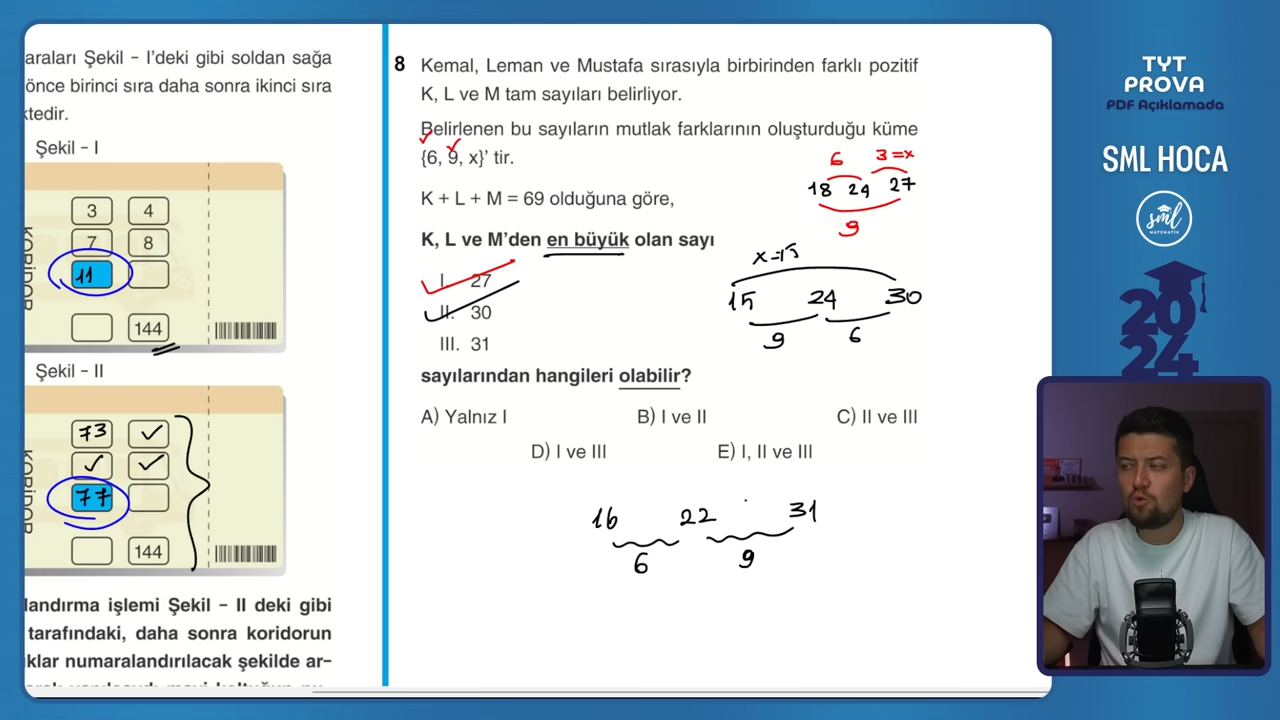 araları Şekil – I'deki gibi soldan sağa
önce birinci sıra daha sonra ikinci sıra
tedir.
Şekil – I
3 4
7 8
11
144
KORİDOR
Şekil – II
73 ✓
✓ ✓
77
144
KORİDOR
landırma işlemi Şekil – II deki gibi
tarafındaki, daha sonra koridorun
klar numaralandırılacak şekilde ar–
8 Kemal, Leman ve Mustafa sırasıyla birbirinden farklı pozitif
K, L ve M tam sayıları belirliyor.
Belirlenen bu sayıların mutlak farklarının oluşturduğu küme
{6, 9, x}' tir.
K + L + M = 69 olduğuna göre,
K, L ve M'den en büyük olan sayı
I. 27
II. 30
III. 31
sayılarından hangileri olabilir?
A) Yalnız I B) I ve II C) II ve III
D) I ve III E) I, II ve III
6 3=x
18 24 27
9
x=15
15 24 30
9 6
16 22 31
6 9
TYT
PROVA
PDF Açıklamada
SML HOCA
sml
MATEMATİK
20
24